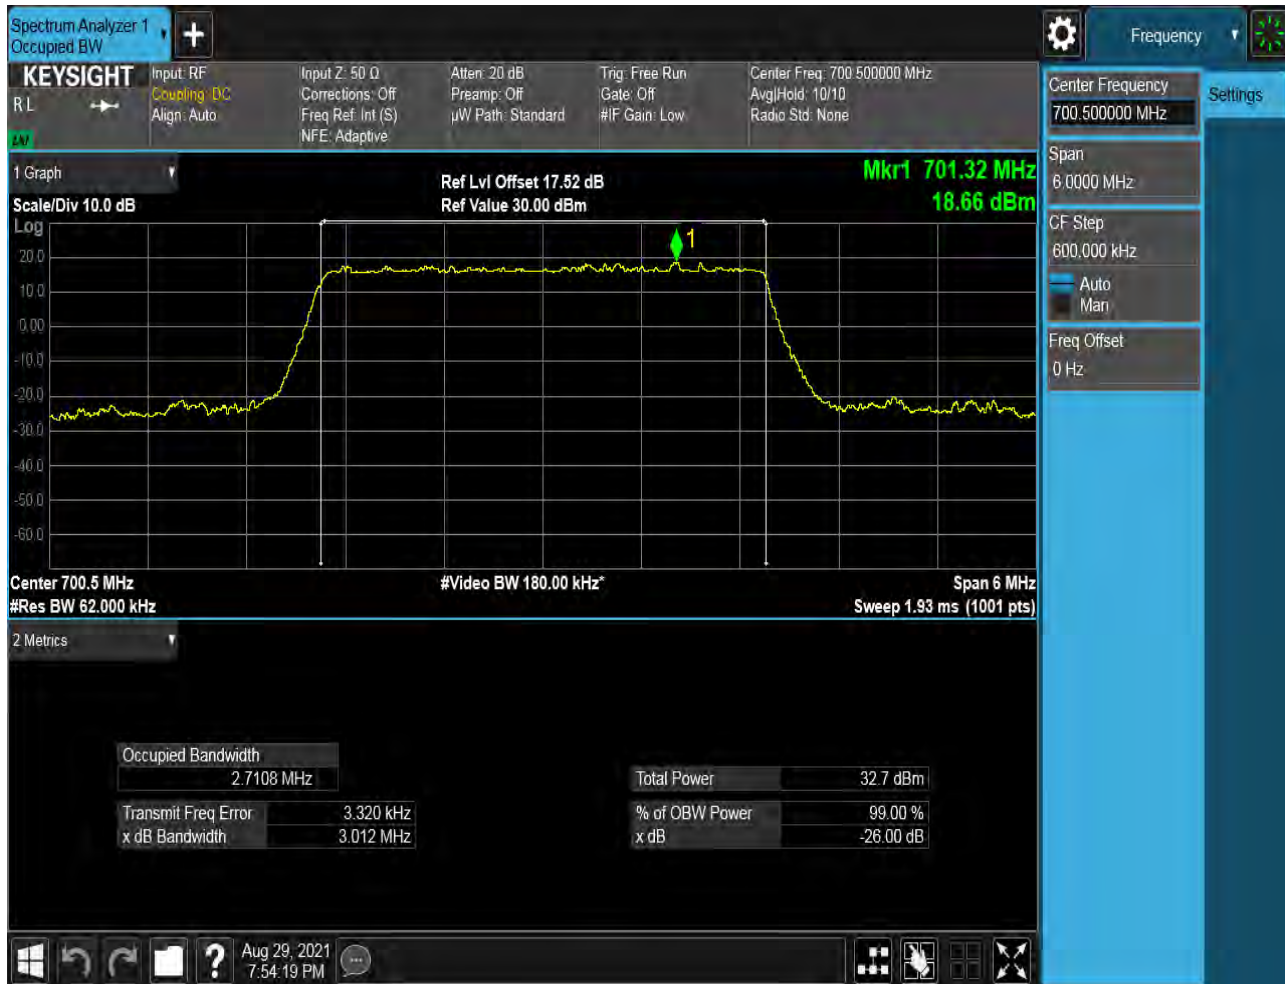 Spectrum Analyzer 1
Occupied BW
Frequency
KEYSIGHT
R L
Input: RF
Coupling: DC
Align: Auto
Input Z: 50 Ω
Corrections: Off
Freq Ref: Int (S)
NFE: Adaptive
Atten: 20 dB
Preamp: Off
µW Path: Standard
Trig: Free Run
Gate: Off
#IF Gain: Low
Center Freq: 700.500000 MHz
Avg|Hold: 10/10
Radio Std: None
Center Frequency
700.500000 MHz
Settings
Span
6.0000 MHz
CF Step
600.000 kHz
Auto
Man
Freq Offset
0 Hz
1 Graph
Scale/Div 10.0 dB
Ref Lvl Offset 17.52 dB
Ref Value 30.00 dBm
Mkr1 701.32 MHz
18.66 dBm
Log
1
20.0
10.0
0.00
-10.0
-20.0
-30.0
-40.0
-50.0
-60.0
Center 700.5 MHz
#Video BW 180.00 kHz*
Span 6 MHz
#Res BW 62.000 kHz
Sweep 1.93 ms (1001 pts)
2 Metrics
Occupied Bandwidth
2.7108 MHz
Total Power 32.7 dBm
Transmit Freq Error 3.320 kHz
% of OBW Power 99.00 %
x dB Bandwidth 3.012 MHz
x dB -26.00 dB
Aug 29, 2021
7:54:19 PM